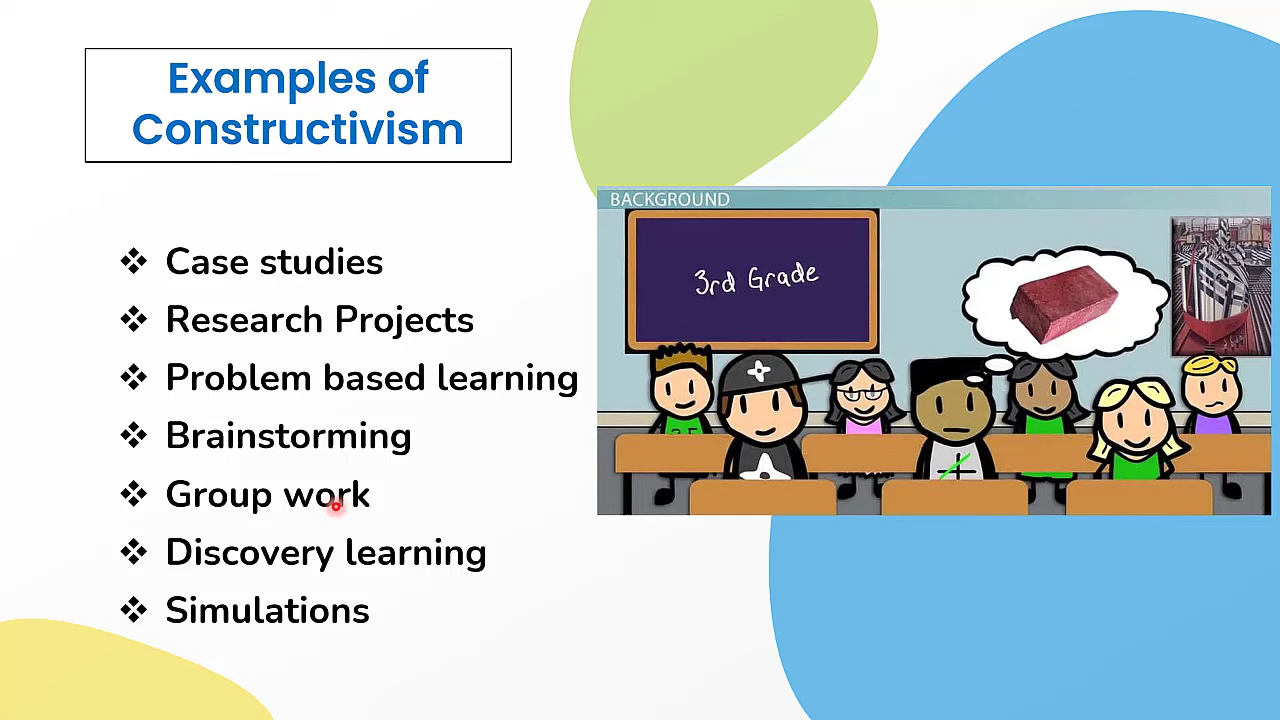 Examples of
Constructivism
Case studies
Research Projects
Problem based learning
Brainstorming
Group work
Discovery learning
Simulations
BACKGROUND
3rd Grade